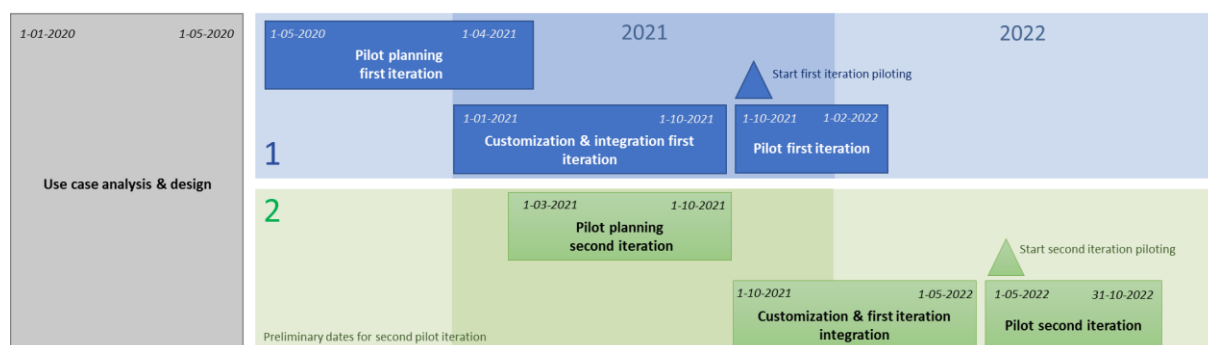 1-01-2020 1-05-2020
Use case analysis & design
2021
2022
1-05-2020 1-04-2021
Pilot planning
first iteration
Start first iteration piloting
1-01-2021 1-10-2021
Customization & integration first
iteration
1-10-2021 1-02-2022
Pilot first iteration
1
2
1-03-2021 1-10-2021
Pilot planning
second iteration
Start second iteration piloting
1-10-2021 1-05-2022
Customization & first iteration
integration
1-05-2022 31-10-2022
Pilot second iteration
Preliminary dates for second pilot iteration